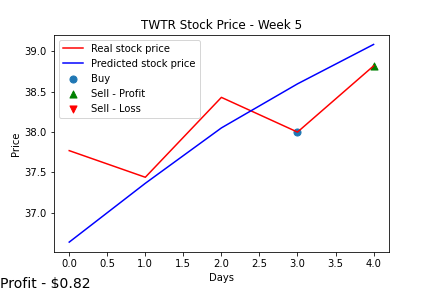 TWTR Stock Price - Week 5
Real stock price
Predicted stock price
Buy
Sell - Profit
Sell - Loss
39.0
38.5
38.0
37.5
37.0
Price
0.0 0.5 1.0 1.5 2.0 2.5 3.0 3.5 4.0
Days
Profit - $0.82